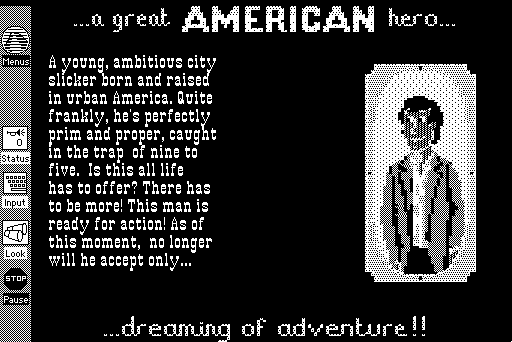 ...a great AMERICAN hero...
A young, ambitious city
slicker born and raised
in urban America. Quite
frankly, he's perfectly
prim and proper, caught
in the trap of nine to
five. Is this all life
has to offer? There has
to be more! This man is
ready for action! As of
this moment, no longer
will he accept only...
...dreaming of adventure!!
Menus
0
Status
Input
Look
STOP
Pause